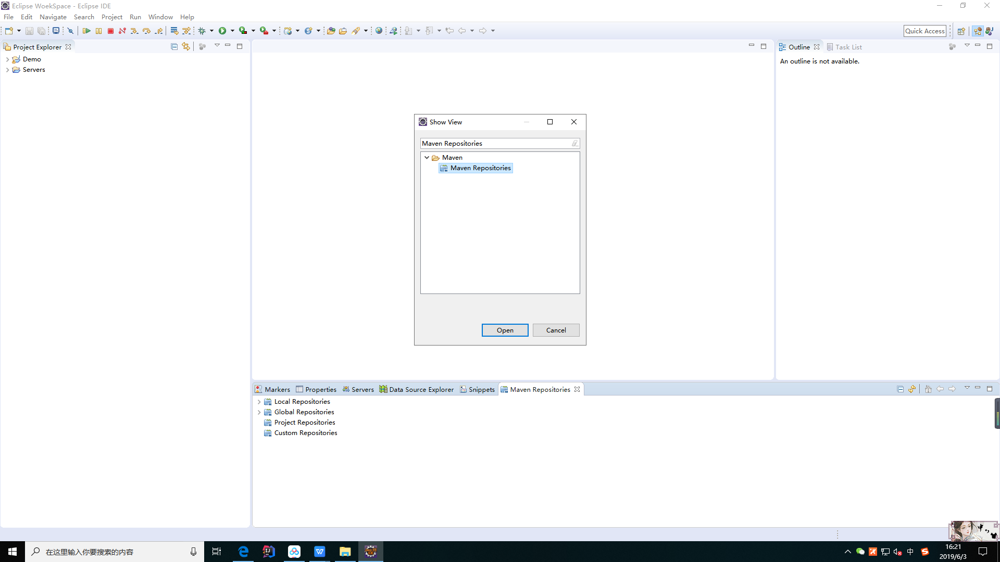 Eclipse WoekSpace - Eclipse IDE
File Edit Navigate Search Project Run Window Help
Quick Access
Project Explorer
Demo
Servers
Outline Task List
An outline is not available.
Show View
Maven Repositories
Maven
Maven Repositories
Open Cancel
Markers Properties Servers Data Source Explorer Snippets Maven Repositories
Local Repositories
Global Repositories
Project Repositories
Custom Repositories
中
在这里输入你要搜索的内容
中
16:21
2019/6/3